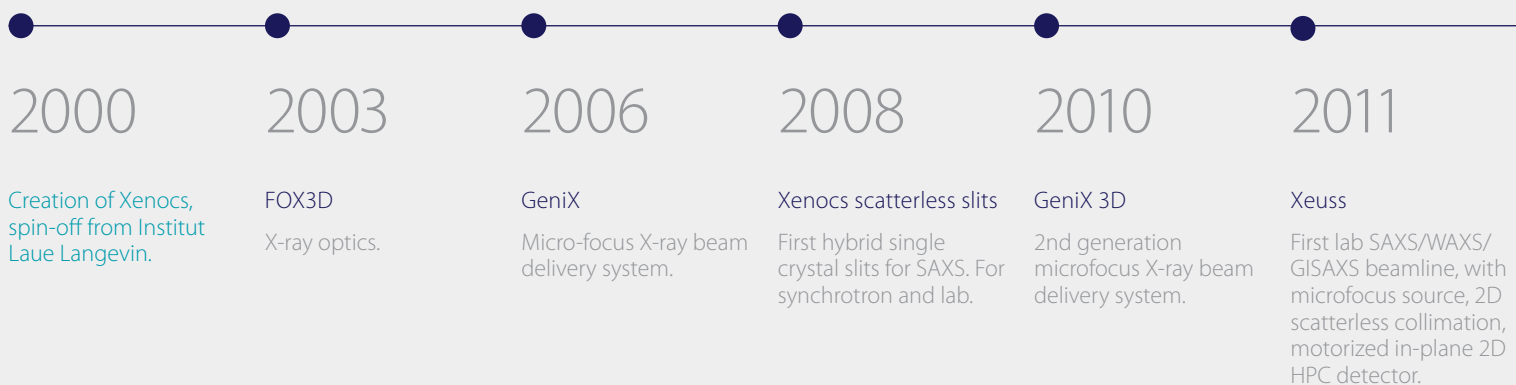 2000
Creation of Xenocs,
spin-off from Institut
Laue Langevin.
2003
FOX3D
X-ray optics.
2006
GeniX
Micro-focus X-ray beam
delivery system.
2008
Xenocs scatterless slits
First hybrid single
crystal slits for SAXS. For
synchrotron and lab.
2010
GeniX 3D
2nd generation
microfocus X-ray beam
delivery system.
2011
Xeuss
First lab SAXS/WAXS/
GISAXS beamline, with
microfocus source, 2D
scatterless collimation,
motorized in-plane 2D
HPC detector.